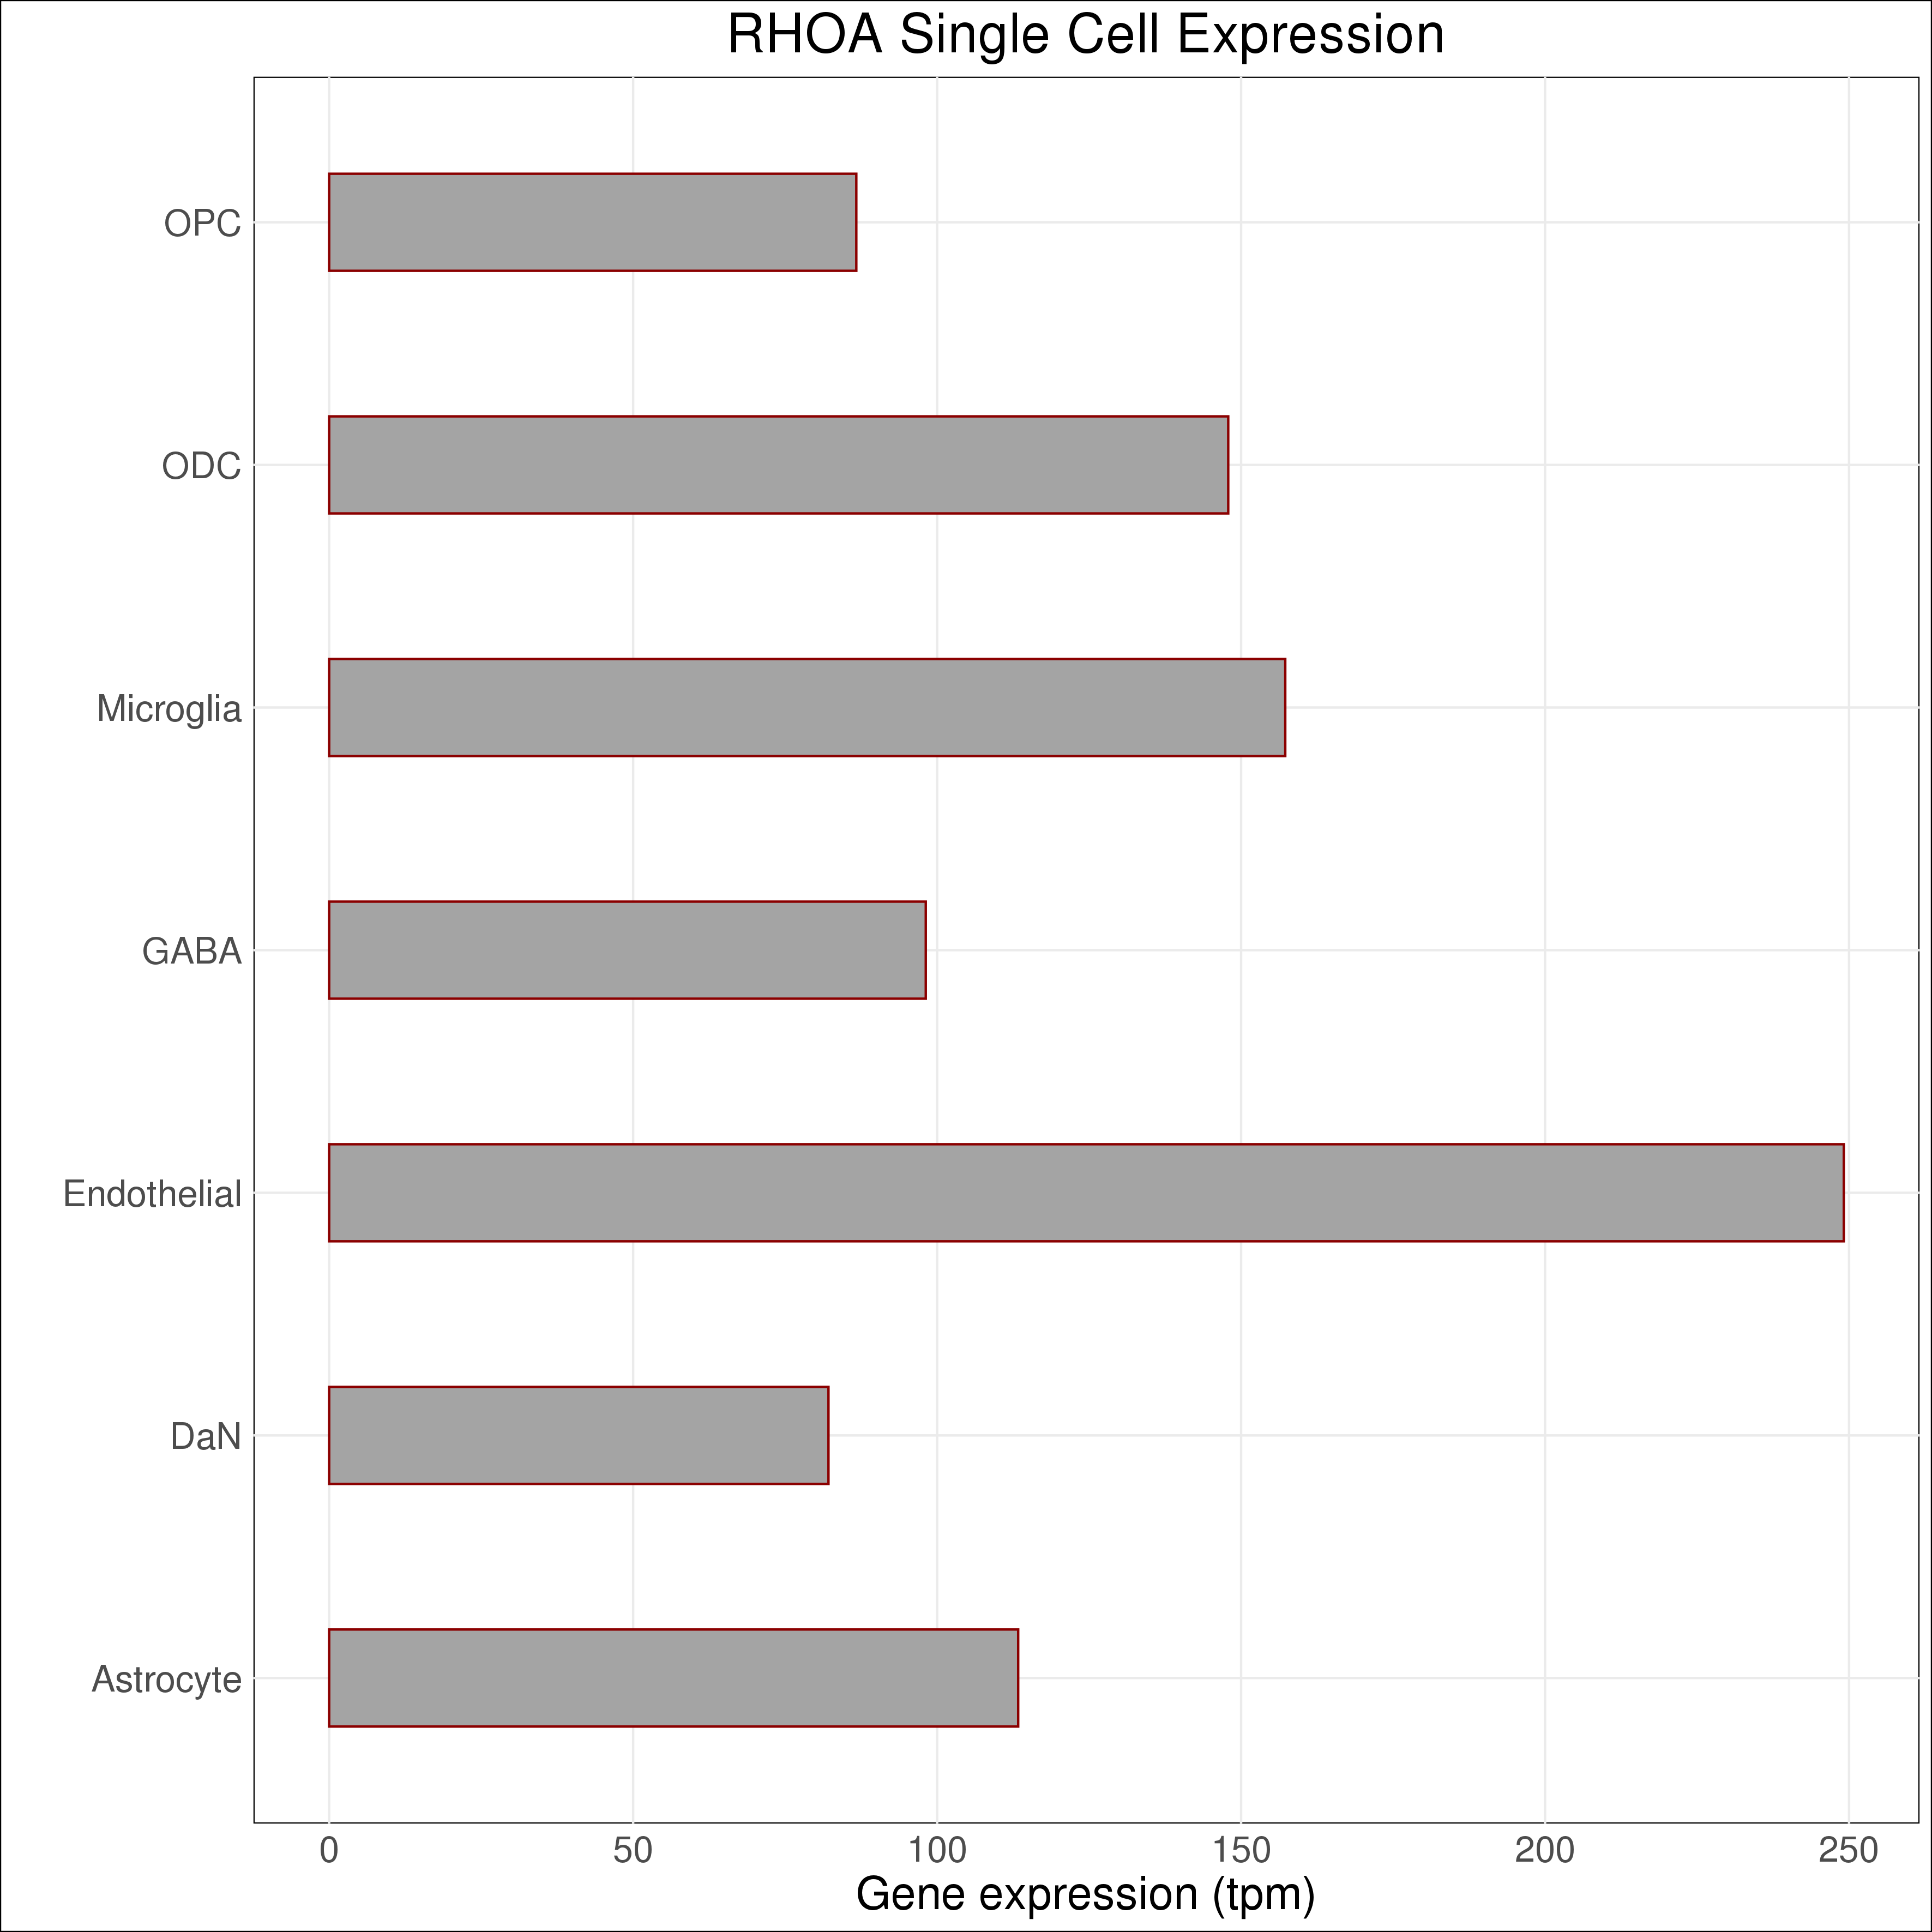 RHOA Single Cell Expression
OPC
ODC
Microglia
GABA
Endothelial
DaN
Astrocyte
0 50 100 150 200 250
Gene expression (tpm)